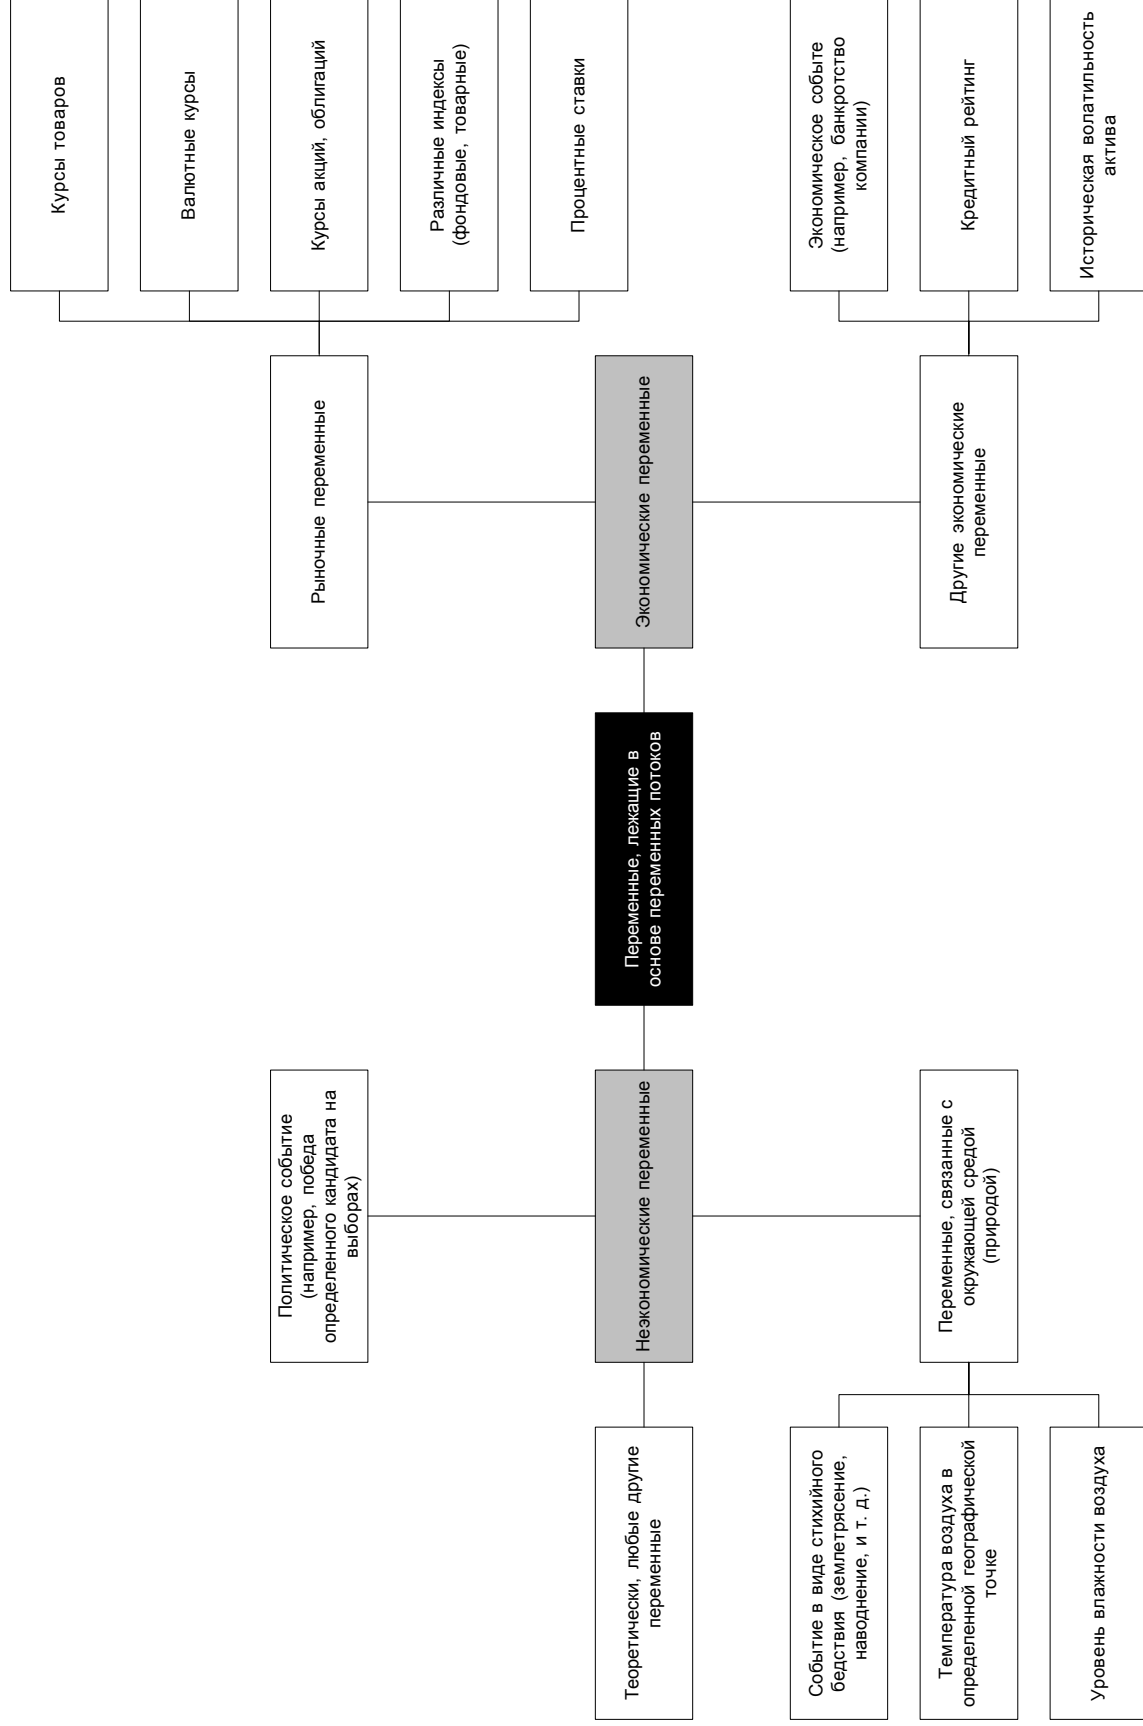 Курсы товаров
Валютные курсы
Курсы акций, облигаций
Различные индексы
(фондовые, товарные)
Процентные ставки
Экономическое событе
(например, банкротство
компании)
Кредитный рейтинг
Историческая волатильность
актива
Рыночные переменные
Экономические переменные
Другие экономические
переменные
Переменные, лежащие в
основе переменных потоков
Политическое событие
(например, победа
определенного кандидата на
выборах)
Неэкономические переменные
Переменные, связанные с
окружающей средой
(природой)
Теоретически, любые другие
переменные
Событие в виде стихийного
бедствия (землетрясение,
наводнение, и т. д.)
Температура воздуха в
определенной географической
точке
Уровень влажности воздуха